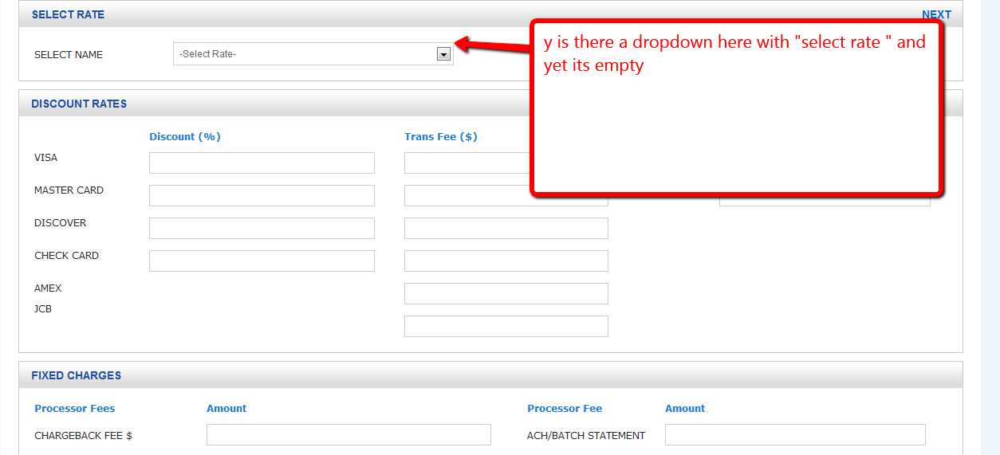 SELECT RATE
NEXT
SELECT NAME
-Select Rate-
y is there a dropdown here with "select rate " and
yet its empty
DISCOUNT RATES
Discount (%)
Trans Fee ($)
VISA
MASTER CARD
DISCOVER
CHECK CARD
AMEX
JCB
FIXED CHARGES
Processor Fees
Amount
Processor Fee
Amount
CHARGEBACK FEE $
ACH/BATCH STATEMENT